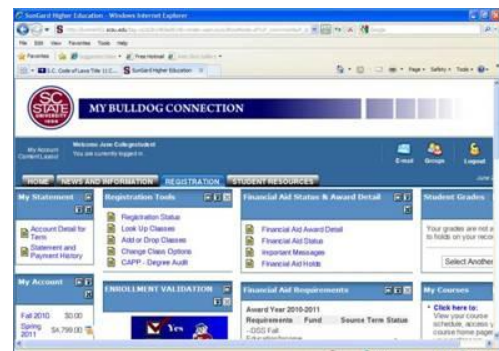 SunGard Higher Education - Windows Internet Explorer
File Edit View Favorites Tools Help
Favorites
Free Hotmail
S.C. Code of Laws Title 11 C...
SunGard Higher Education
Page Safety Tools
SC
STATE
UNIVERSITY
1896
MY BULLDOG CONNECTION
My Account
Content Layout
Welcome Jane Collegestudent
You are currently logged in.
E-mail Groups Logout
HOME NEWS AND INFORMATION REGISTRATION STUDENT RESOURCES
My Statement
Account Detail for
Term
Statement and
Payment History
My Account
Fall 2010 $0.00
Spring
2011 $4,799.00
Registration Tools
Registration Status
Look Up Classes
Add or Drop Classes
Change Class Options
CAPP - Degree Audit
ENROLLMENT VALIDATION
Yes
Financial Aid Status & Award Detail
Financial Aid Award Detail
Financial Aid Status
Important Messages
Financial Aid Holds
Financial Aid Requirements
Award Year 2010-2011
Requirements Fund Source Term Status
Student Grades
Your grades are not a
to holds on your recor
Select Another
My Courses
Click here to:
View your course
schedule, access y
course home page